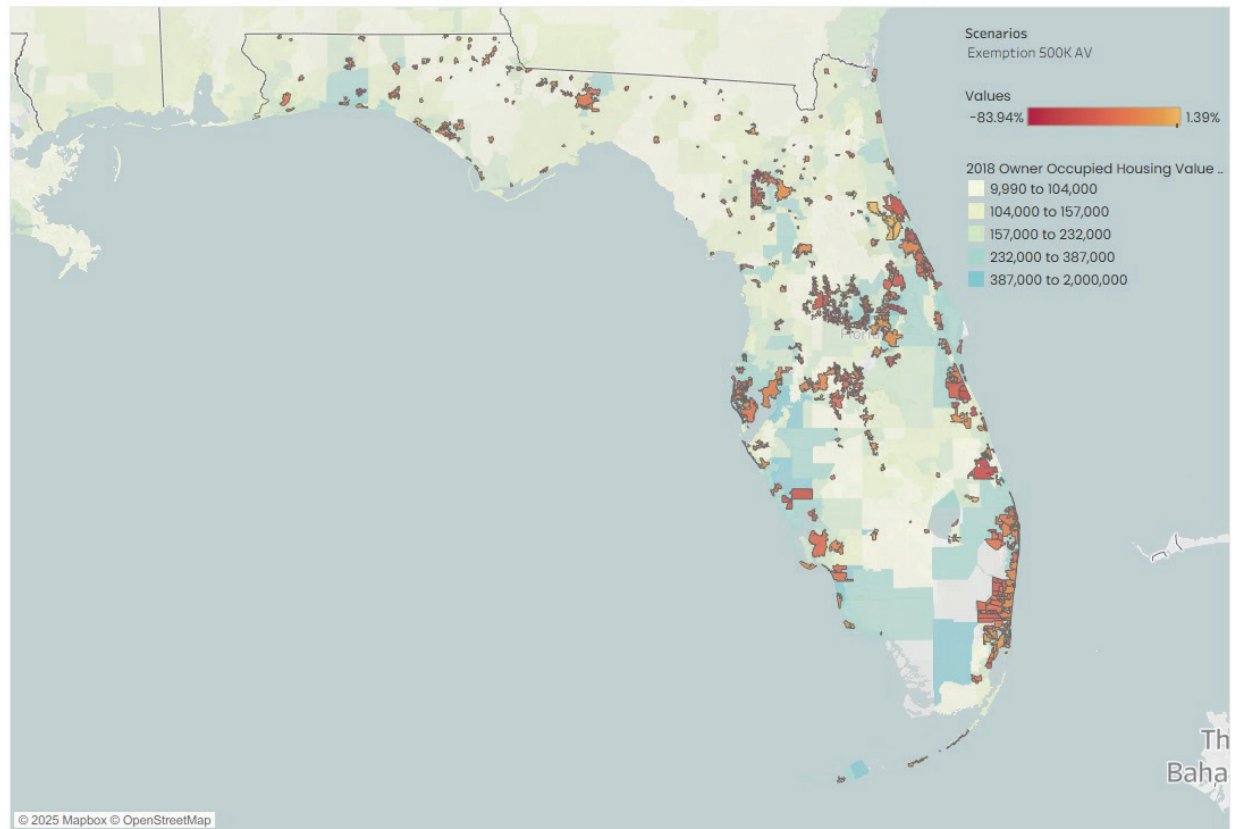 Scenarios
Exemption 500K AV
Values
-83.94% 1.39%
2018 Owner Occupied Housing Value ..
9,990 to 104,000
104,000 to 157,000
157,000 to 232,000
232,000 to 387,000
387,000 to 2,000,000
Th
Baha
© 2025 Mapbox © OpenStreetMap